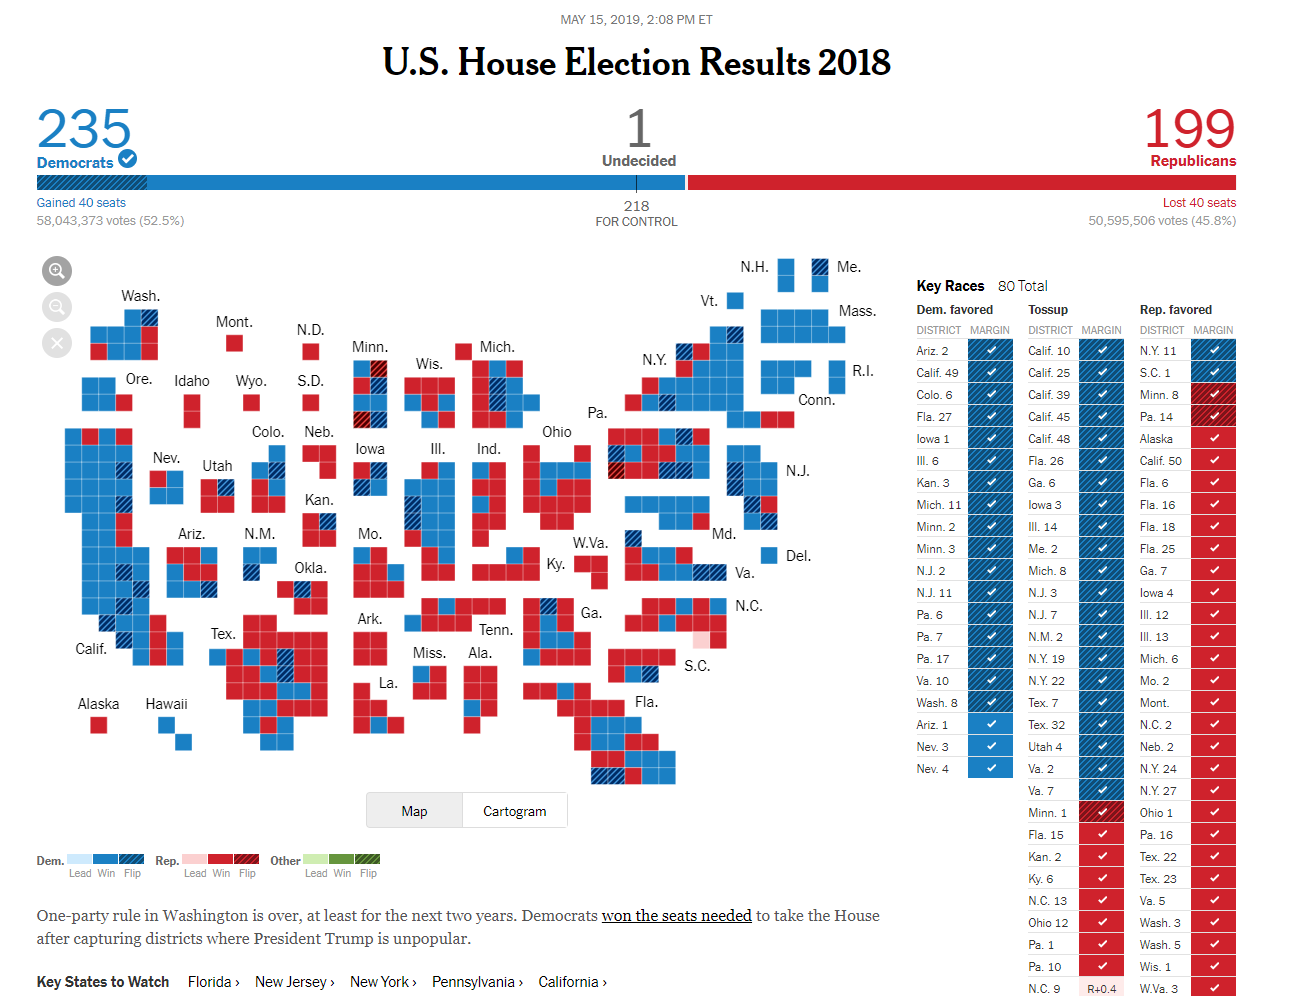 MAY 15, 2019, 2:08 PM ET
U.S. House Election Results 2018
235
Democrats
1
Undecided
199
Republicans
Gained 40 seats
58,043,373 votes (52.5%)
218
FOR CONTROL
Lost 40 seats
50,595,506 votes (45.8%)
N.H.
Me.
Wash.
Vt.
Mass.
Mont.
N.D.
Minn.
Wis.
Mich.
N.Y.
R.I.
Ore.
Idaho
Wyo.
S.D.
Conn.
Pa.
Colo.
Neb.
Iowa
Ill.
Ind.
Ohio
Nev.
Utah
N.J.
Kan.
Ariz.
N.M.
Mo.
W.Va.
Md.
Del.
Okla.
Ky.
Va.
Ark.
Tenn.
Ga.
N.C.
Calif.
Tex.
Miss.
Ala.
S.C.
La.
Fla.
Alaska
Hawaii
Map
Cartogram
Dem.
Lead Win Flip
Rep.
Lead Win Flip
Other
Lead Win Flip
One-party rule in Washington is over, at least for the next two years. Democrats won the seats needed to take the House
after capturing districts where President Trump is unpopular.
Key States to Watch Florida › New Jersey › New York › Pennsylvania › California ›
Key Races 80 Total
Dem. favored
DISTRICT MARGIN
Ariz. 2
Calif. 49
Colo. 6
Fla. 27
Iowa 1
Ill. 6
Kan. 3
Mich. 11
Minn. 2
Minn. 3
N.J. 2
N.J. 11
Pa. 6
Pa. 7
Pa. 17
Va. 10
Wash. 8
Ariz. 1
Nev. 3
Nev. 4
Tossup
DISTRICT MARGIN
Calif. 10
Calif. 25
Calif. 39
Calif. 45
Calif. 48
Fla. 26
Ga. 6
Iowa 3
Ill. 14
Me. 2
Mich. 8
N.J. 3
N.J. 7
N.M. 2
N.Y. 19
N.Y. 22
Tex. 7
Tex. 32
Utah 4
Va. 2
Va. 7
Minn. 1
Fla. 15
Kan. 2
Ky. 6
N.C. 13
Ohio 12
Pa. 1
Pa. 10
N.C. 9 R+0.4
Rep. favored
DISTRICT MARGIN
N.Y. 11
S.C. 1
Minn. 8
Pa. 14
Alaska
Calif. 50
Fla. 6
Fla. 16
Fla. 18
Fla. 25
Ga. 7
Iowa 4
Ill. 12
Ill. 13
Mich. 6
Mo. 2
Mont.
N.C. 2
Neb. 2
N.Y. 24
N.Y. 27
Ohio 1
Pa. 16
Tex. 22
Tex. 23
Va. 5
Wash. 3
Wash. 5
Wis. 1
W.Va. 3